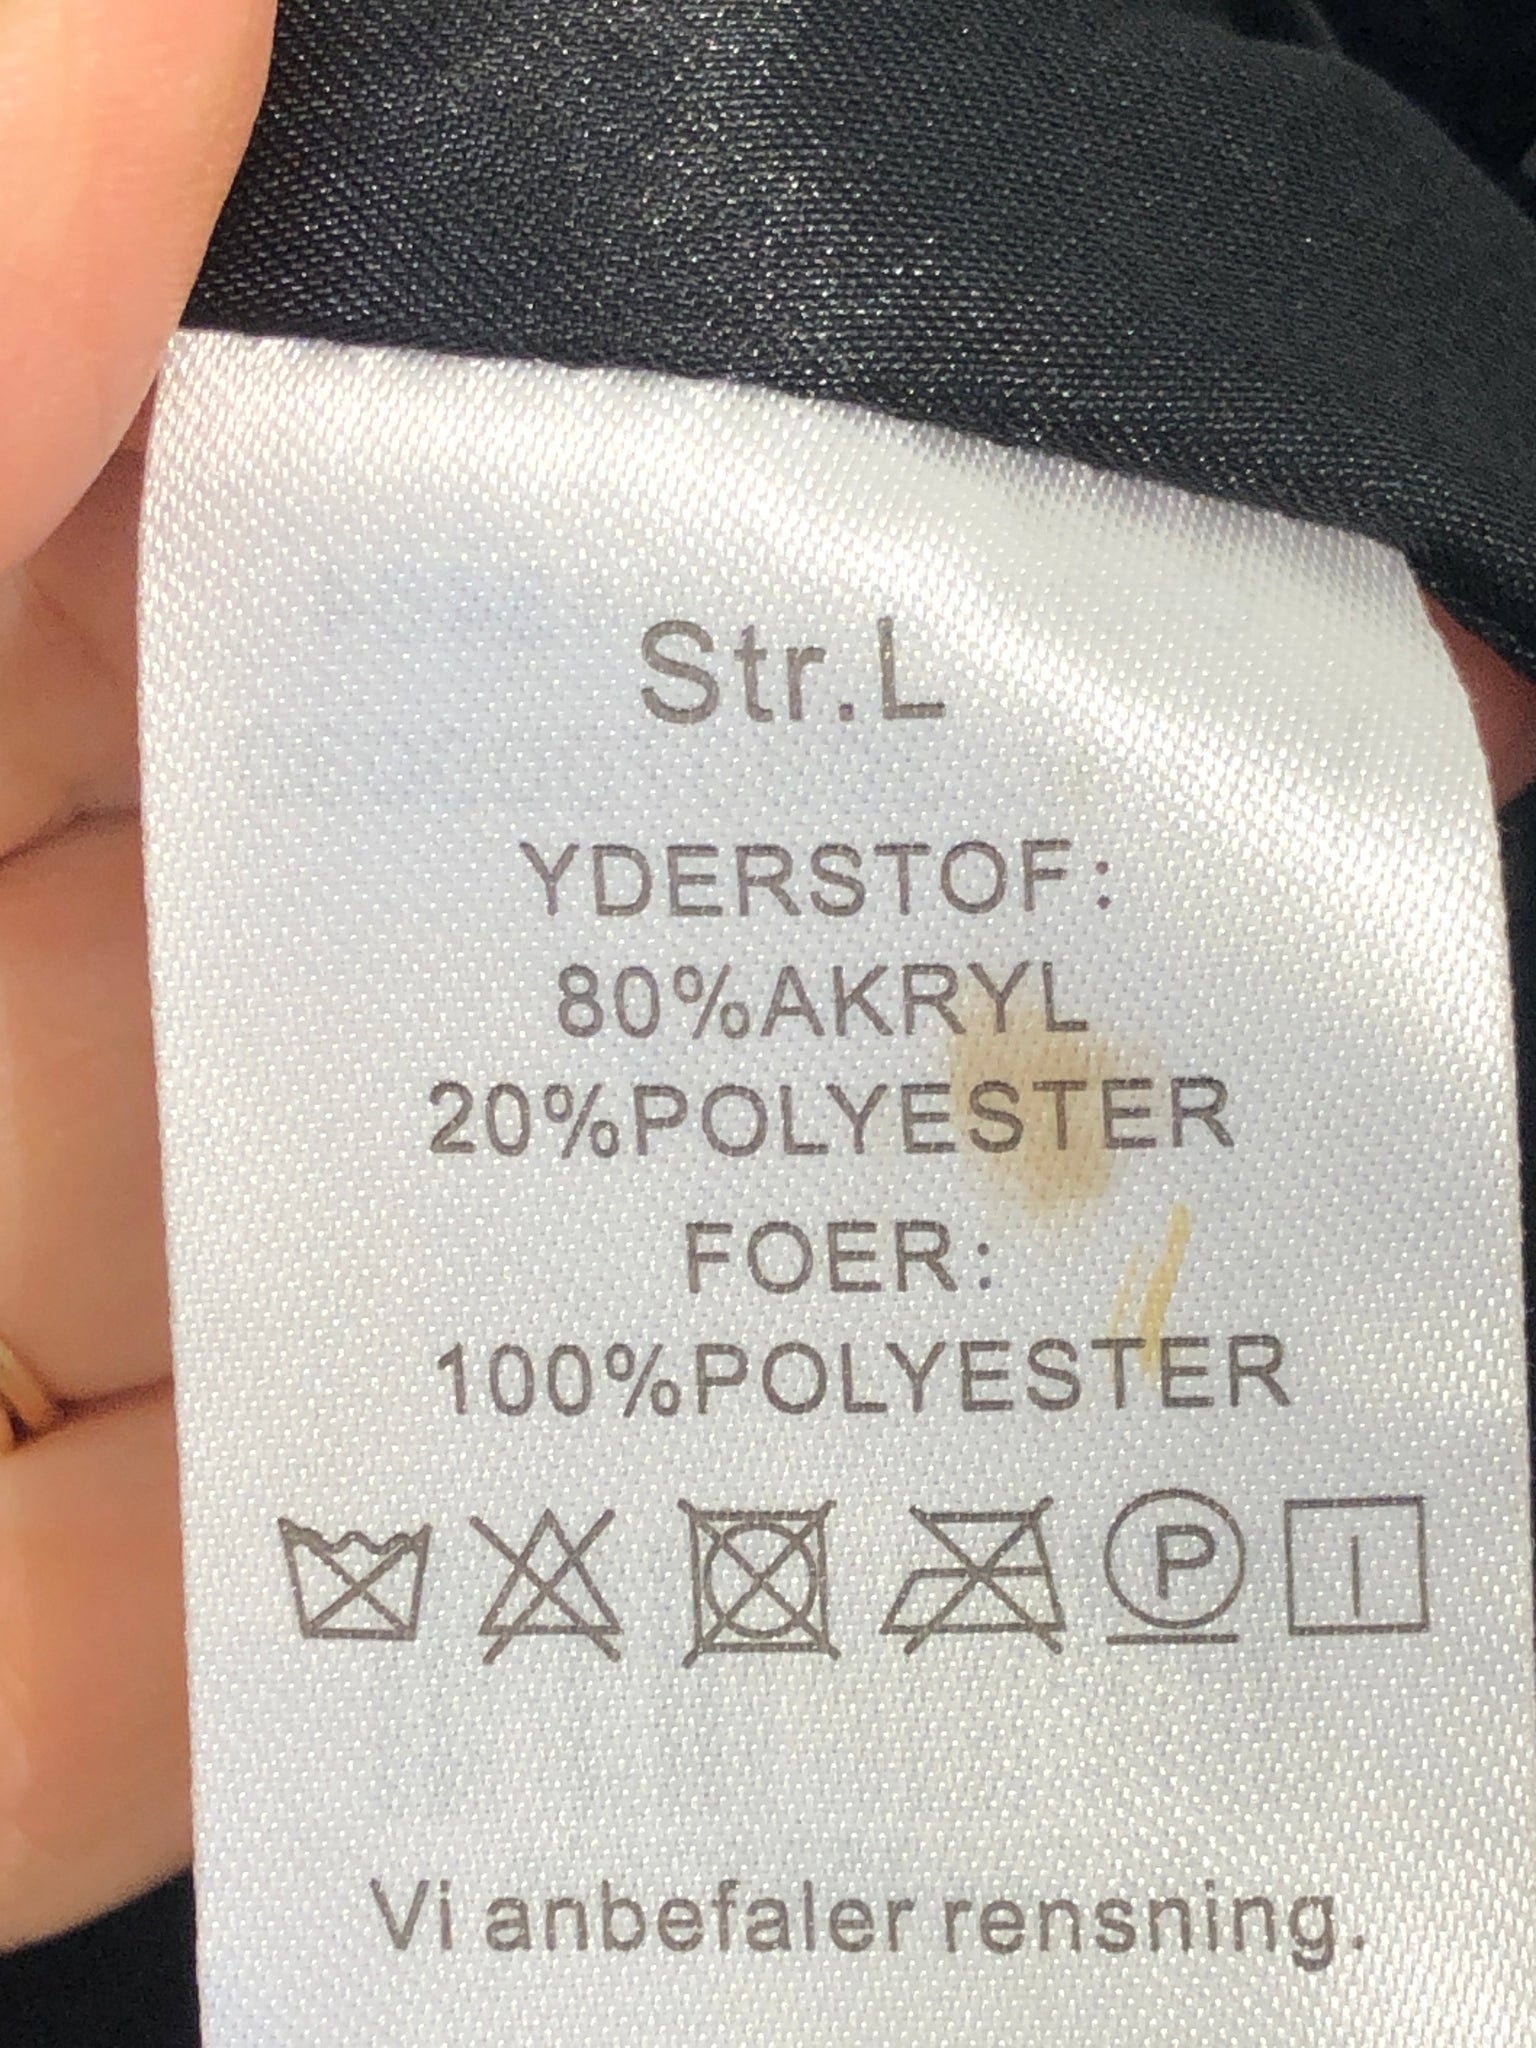 Str.L
YDERSTOF:
80%AKRYL
20%POLYESTER
FOER:
100%POLYESTER
P
Vi anbefaler rensning.